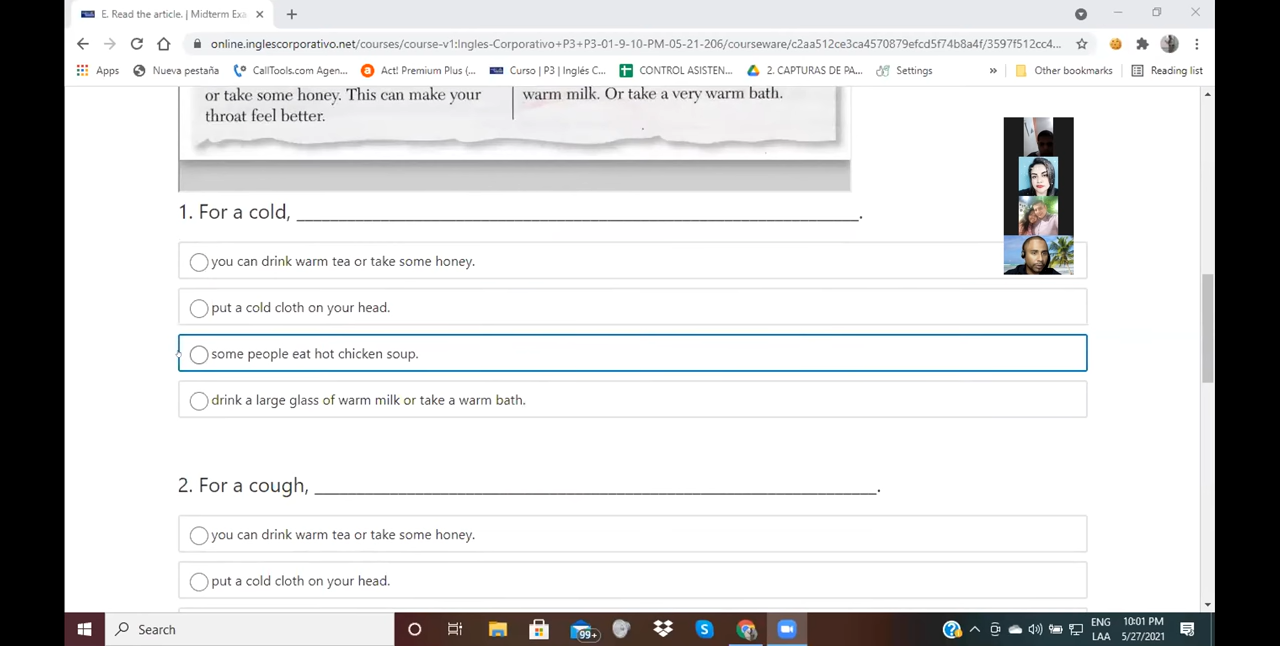 E. Read the article. | Midterm Exa
online.inglescorporativo.net/courses/course-v1:Ingles-Corporativo+P3+P3-01-9-10-PM-05-21-206/courseware/c2aa512ce3ca4570879efcd5f74b8a4f/3597f512cc4...
Apps Nueva pestaña CallTools.com Agen... Act! Premium Plus (... Curso | P3 | Inglés C... CONTROL ASISTEN... 2. CAPTURAS DE PA... Settings » Other bookmarks Reading list
or take some honey. This can make your
throat feel better.
warm milk. Or take a very warm bath.
1. For a cold, ________________________________________.
you can drink warm tea or take some honey.
put a cold cloth on your head.
some people eat hot chicken soup.
drink a large glass of warm milk or take a warm bath.
2. For a cough, ________________________________________.
you can drink warm tea or take some honey.
put a cold cloth on your head.
Search 99+ ENG 10:01 PM
LAA 5/27/2021